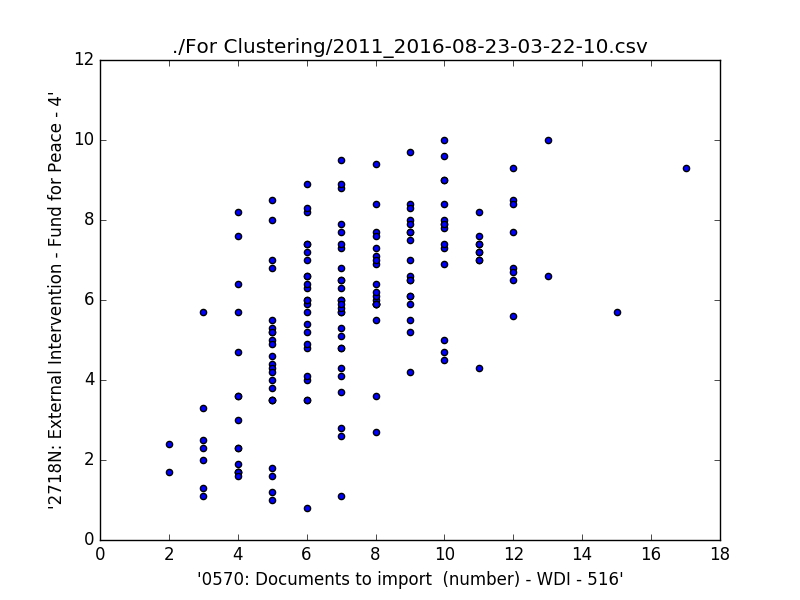 ./For Clustering/2011_2016-08-23-03-22-10.csv
'2718N: External Intervention - Fund for Peace - 4'
12
10
8
6
4
2
0
0 2 4 6 8 10 12 14 16 18
'0570: Documents to import  (number) - WDI - 516'